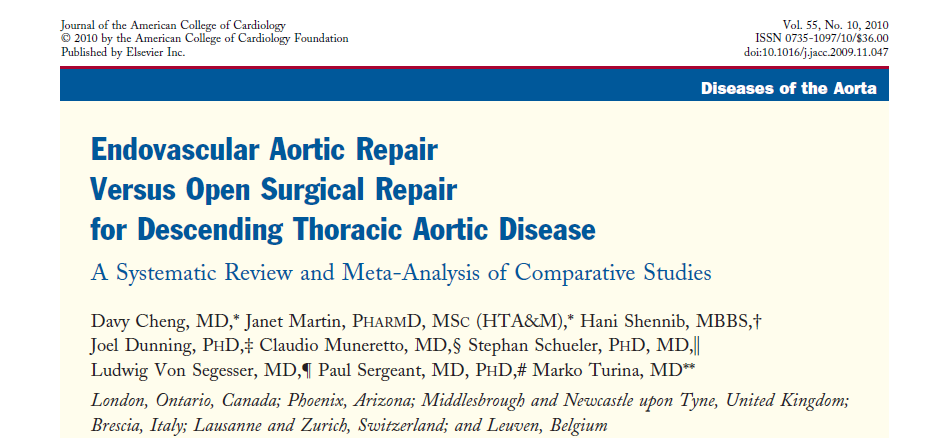 Journal of the American College of Cardiology
© 2010 by the American College of Cardiology Foundation
Published by Elsevier Inc.
Vol. 55, No. 10, 2010
ISSN 0735-1097/10/$36.00
doi:10.1016/j.jacc.2009.11.047
Diseases of the Aorta
Endovascular Aortic Repair
Versus Open Surgical Repair
for Descending Thoracic Aortic Disease
A Systematic Review and Meta-Analysis of Comparative Studies
Davy Cheng, MD,* Janet Martin, PHARMD, MSC (HTA&M),* Hani Shennib, MBBS,†
Joel Dunning, PHD,‡ Claudio Muneretto, MD,§ Stephan Schueler, PHD, MD,||
Ludwig Von Segesser, MD,¶ Paul Sergeant, MD, PHD,# Marko Turina, MD**
London, Ontario, Canada; Phoenix, Arizona; Middlesbrough and Newcastle upon Tyne, United Kingdom;
Brescia, Italy; Lausanne and Zurich, Switzerland; and Leuven, Belgium